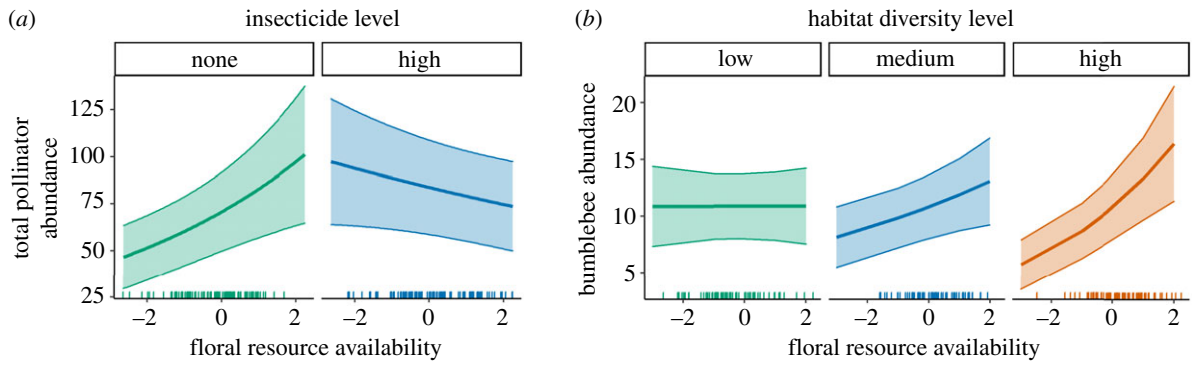 (a) insecticide level
none high
125
100
75
50
25
total pollinator
abundance
−2 0 2 −2 0 2
floral resource availability
(b) habitat diversity level
low medium high
20
15
10
5
bumblebee abundance
−2 0 2 −2 0 2 −2 0 2
floral resource availability